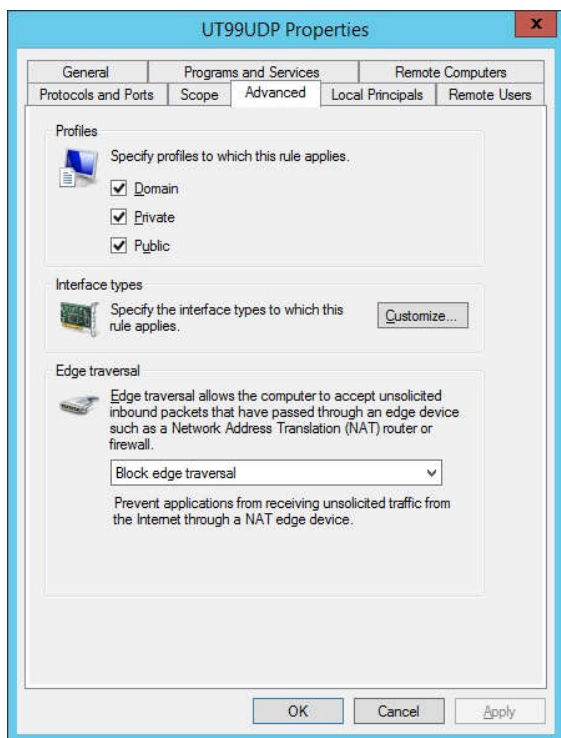 UT99UDP Properties
x
General Programs and Services Remote Computers
Protocols and Ports Scope Advanced Local Principals Remote Users
Profiles
Specify profiles to which this rule applies.
Domain
Private
Public
Interface types
Specify the interface types to which this
rule applies.
Customize...
Edge traversal
Edge traversal allows the computer to accept unsolicited
inbound packets that have passed through an edge device
such as a Network Address Translation (NAT) router or
firewall.
Block edge traversal
Prevent applications from receiving unsolicited traffic from
the Internet through a NAT edge device.
OK Cancel Apply